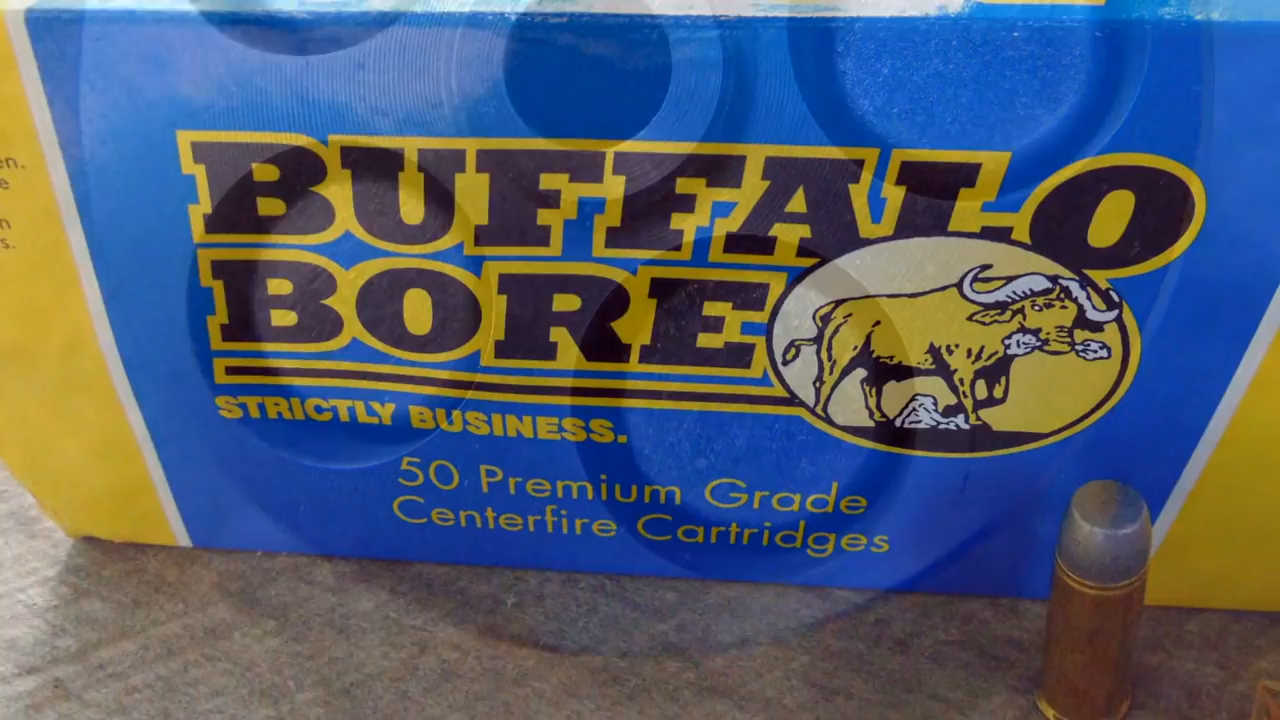 BUFFALO
BORE
STRICTLY BUSINESS.
50 Premium Grade
Centerfire Cartridges